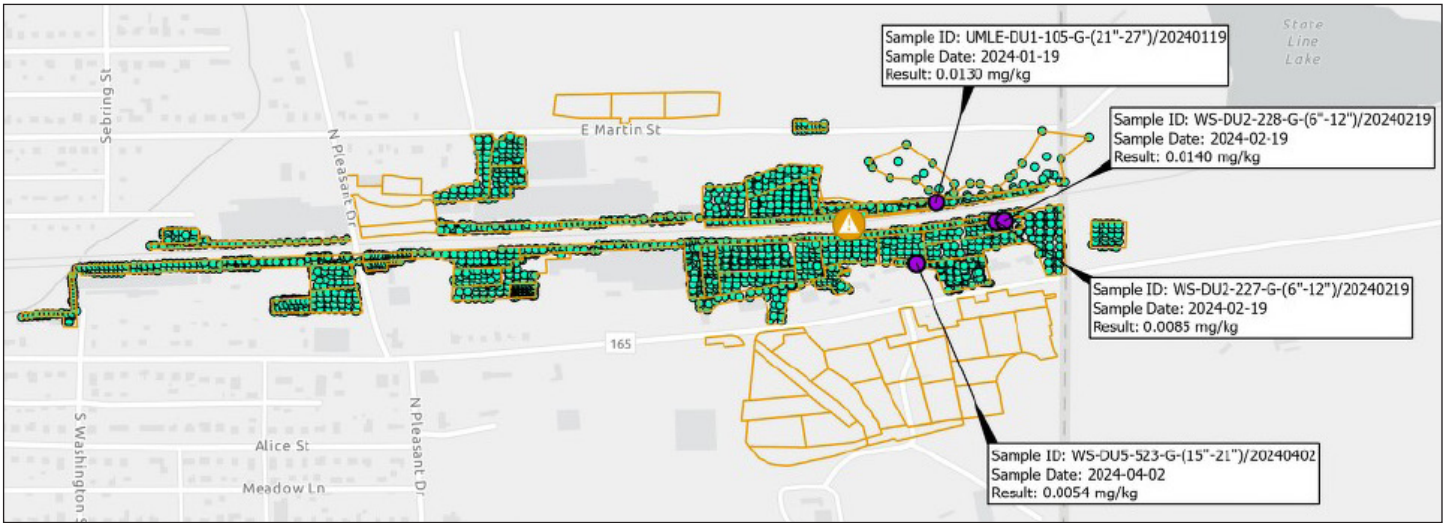 Sample ID: UMLE-DU1-105-G-(21"-27")/20240119
Sample Date: 2024-01-19
Result: 0.0130 mg/kg
State
Line
Lake
Sample ID: WS-DU2-228-G-(6"-12")/20240219
Sample Date: 2024-02-19
Result: 0.0140 mg/kg
Sebring St
N Pleasant Dr
E Martin St
Sample ID: WS-DU2-227-G-(6"-12")/20240219
Sample Date: 2024-02-19
Result: 0.0085 mg/kg
165
S Washington S
N Pleasant Dr
Alice St
Meadow Ln
Sample ID: WS-DU5-523-G-(15"-21")/20240402
Sample Date: 2024-04-02
Result: 0.0054 mg/kg